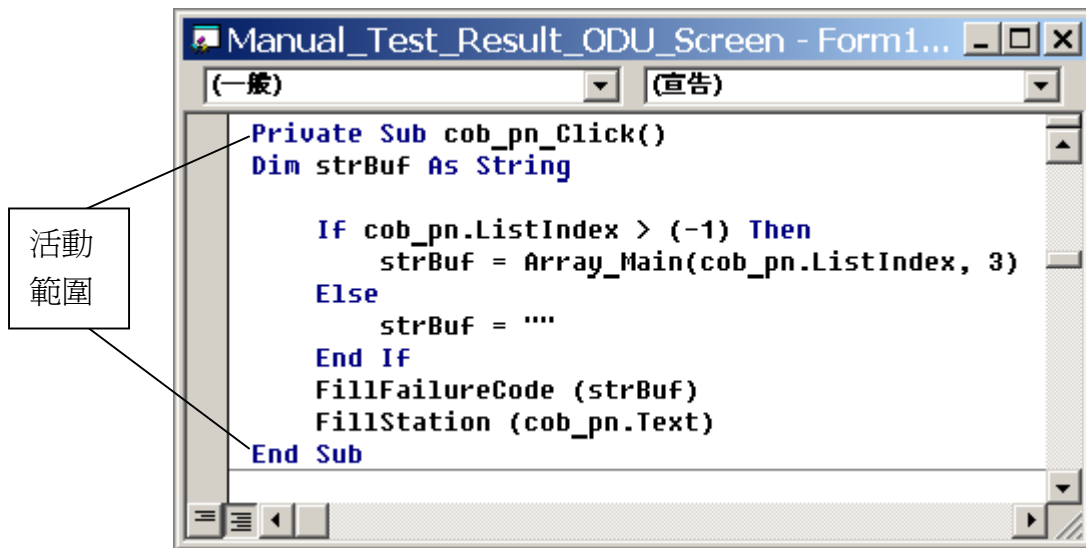 Manual_Test_Result_ODU_Screen - Form1...
(一般) (宣告)
Private Sub cob_pn_Click()
Dim strBuf As String
If cob_pn.ListIndex > (-1) Then
strBuf = Array_Main(cob_pn.ListIndex, 3)
Else
strBuf = ""
End If
FillFailureCode (strBuf)
FillStation (cob_pn.Text)
End Sub
活動
範圍